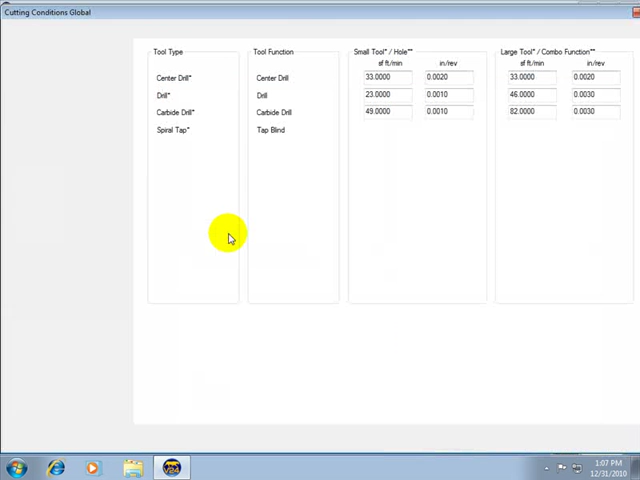 Cutting Conditions Global
Tool Type Tool Function Small Tool* / Hole** Large Tool* / Combo Function**
sf ft/min in/rev sf ft/min in/rev
Center Drill* Center Drill 33.0000 0.0020 33.0000 0.0020
Drill* Drill 23.0000 0.0010 46.0000 0.0030
Carbide Drill* Carbide Drill 49.0000 0.0010 82.0000 0.0030
Spiral Tap* Tap Blind
V24
1:07 PM
12/31/2010